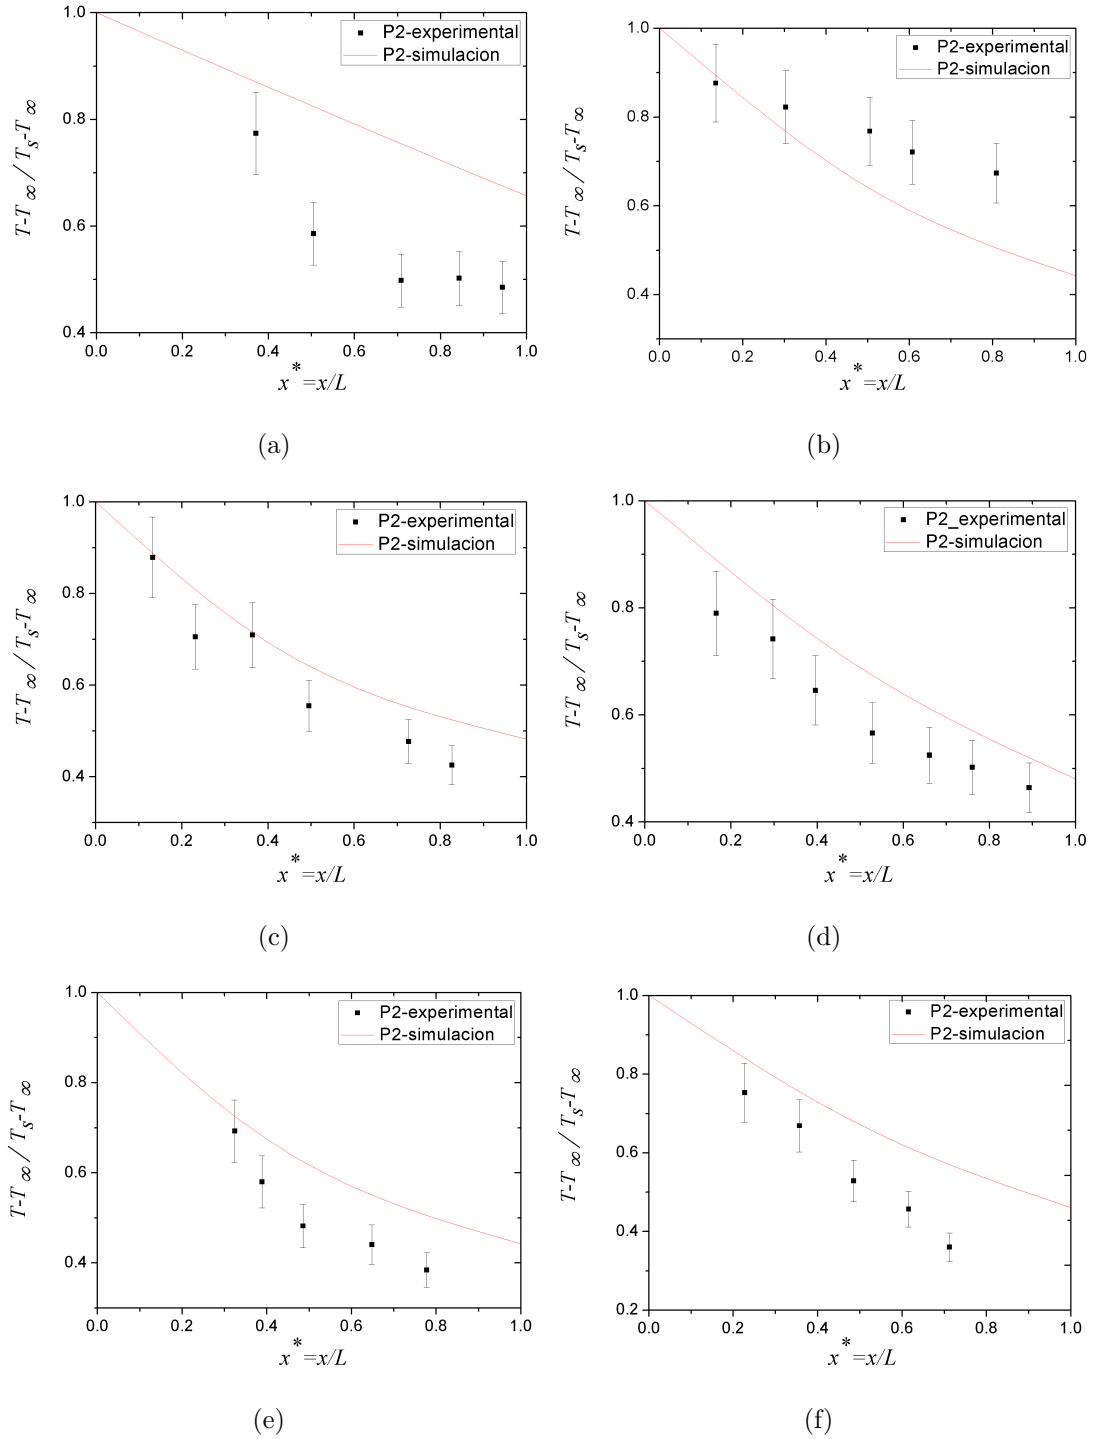 1.0
0.8
0.6
0.4
0.0 0.2 0.4 0.6 0.8 1.0
T-T∞ / Ts-T∞
x*=x/L
P2-experimental
P2-simulacion
(a)
1.0
0.8
0.6
0.4
0.0 0.2 0.4 0.6 0.8 1.0
T-T∞ / Ts-T∞
x*=x/L
P2-experimental
P2-simulacion
(b)
1.0
0.8
0.6
0.4
0.0 0.2 0.4 0.6 0.8 1.0
T-T∞ / Ts-T∞
x*=x/L
P2-experimental
P2-simulacion
(c)
1.0
0.8
0.6
0.4
0.0 0.2 0.4 0.6 0.8 1.0
T-T∞ / Ts-T∞
x*=x/L
P2_experimental
P2-simulacion
(d)
1.0
0.8
0.6
0.4
0.0 0.2 0.4 0.6 0.8 1.0
T-T∞ / Ts-T∞
x*=x/L
P2-experimental
P2-simulacion
(e)
1.0
0.8
0.6
0.4
0.2
0.0 0.2 0.4 0.6 0.8 1.0
T-T∞ / Ts-T∞
x*=x/L
P2-experimental
P2-simulacion
(f)